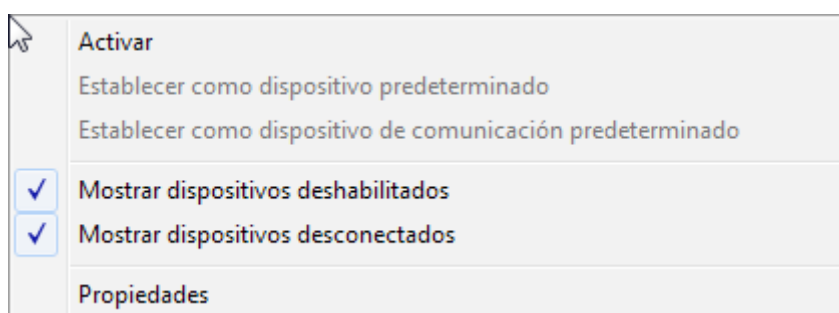 Activar
Establecer como dispositivo predeterminado
Establecer como dispositivo de comunicación predeterminado
Mostrar dispositivos deshabilitados
Mostrar dispositivos desconectados
Propiedades